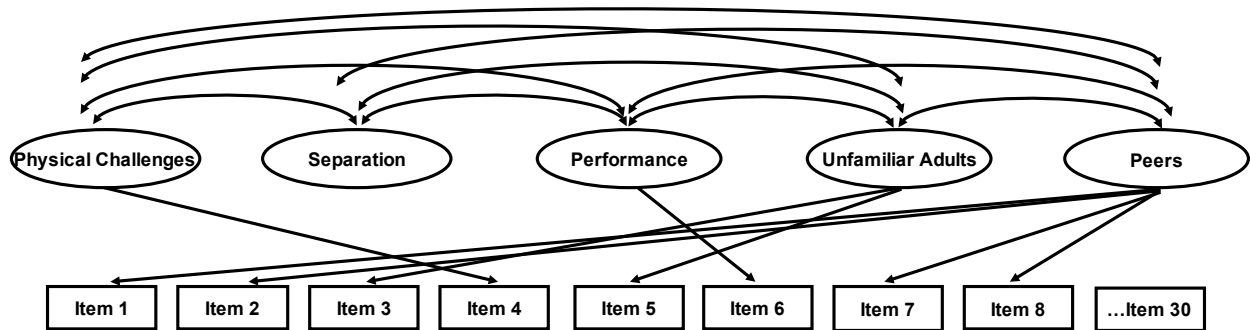 Physical Challenges
Separation
Performance
Unfamiliar Adults
Peers
Item 1
Item 2
Item 3
Item 4
Item 5
Item 6
Item 7
Item 8
…Item 30